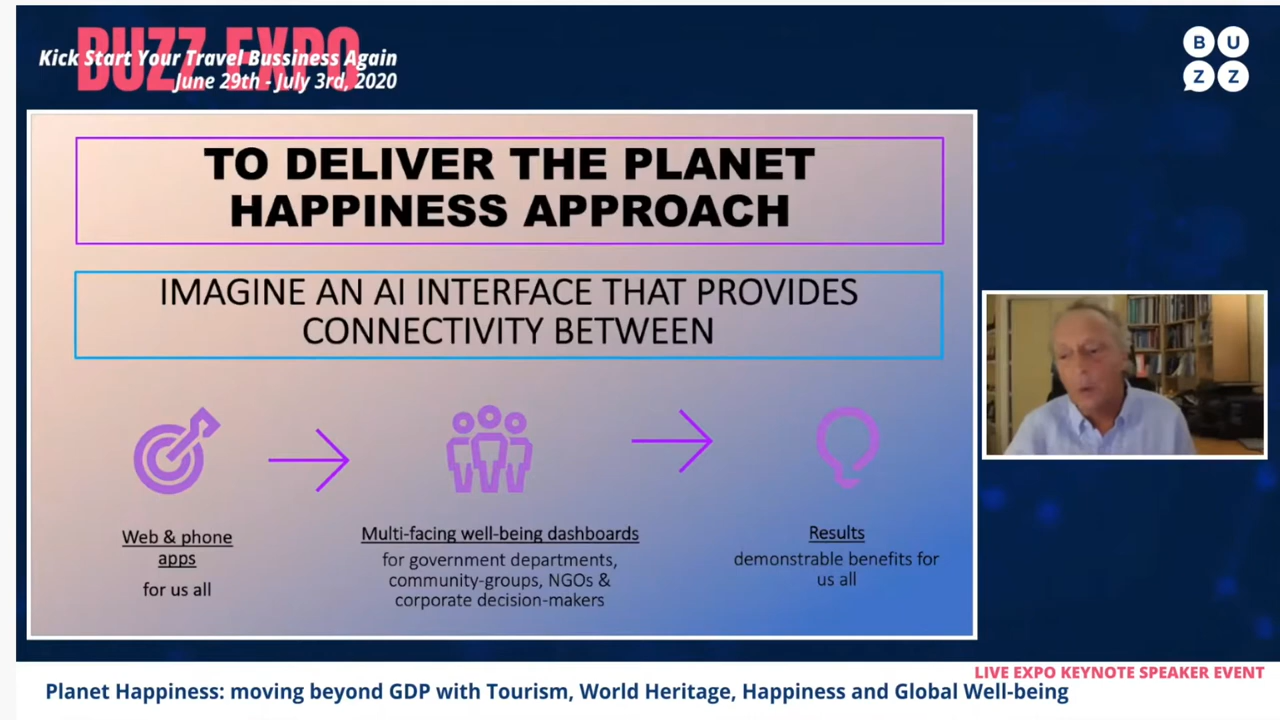 BUZZ EXPO
Kick Start Your Travel Bussiness Again
June 29th - July 3rd, 2020
B U
Z Z
TO DELIVER THE PLANET
HAPPINESS APPROACH
IMAGINE AN AI INTERFACE THAT PROVIDES
CONNECTIVITY BETWEEN
Web & phone
apps
for us all
Multi-facing well-being dashboards
for government departments,
community-groups, NGOs &
corporate decision-makers
Results
demonstrable benefits for
us all
LIVE EXPO KEYNOTE SPEAKER EVENT
Planet Happiness: moving beyond GDP with Tourism, World Heritage, Happiness and Global Well-being